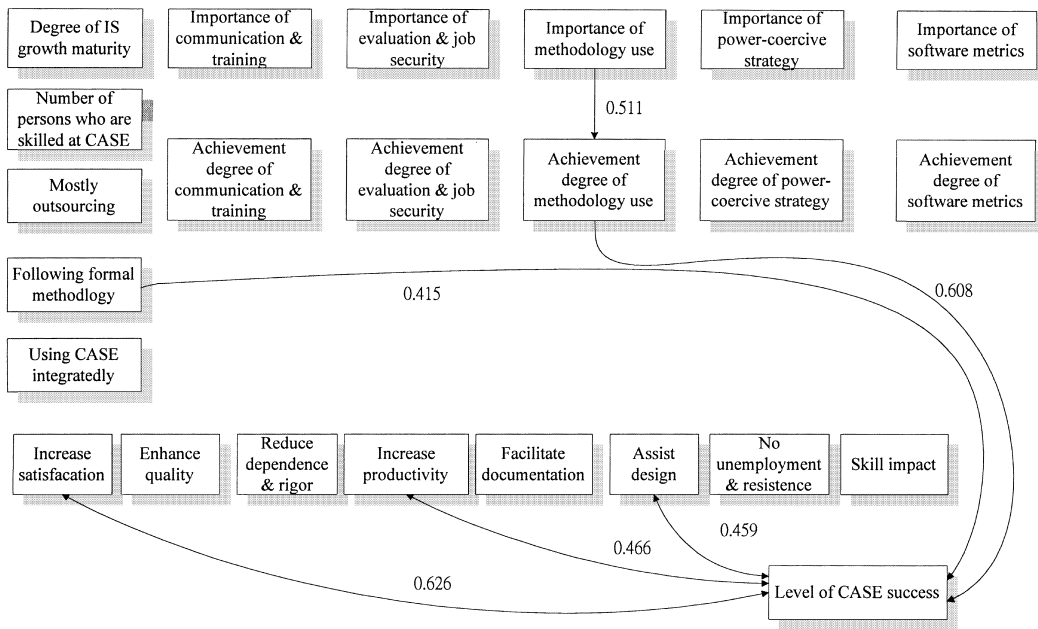 Degree of IS
growth maturity
Importance of
communication &
training
Importance of
evaluation & job
security
Importance of
methodology use
Importance of
power-coercive
strategy
Importance of
software metrics
Number of
persons who are
skilled at CASE
0.511
Achievement
degree of
communication &
training
Achievement
degree of
evaluation & job
security
Achievement
degree of
methodology use
Achievement
degree of power-
coercive strategy
Achievement
degree of
software metrics
Mostly
outsourcing
Following formal
methodlogy
0.415
0.608
Using CASE
integratedly
Increase
satisfacation
Enhance
quality
Reduce
dependence
& rigor
Increase
productivity
Facilitate
documentation
Assist
design
No
unemployment
& resistence
Skill impact
0.459
0.466
0.626
Level of CASE success